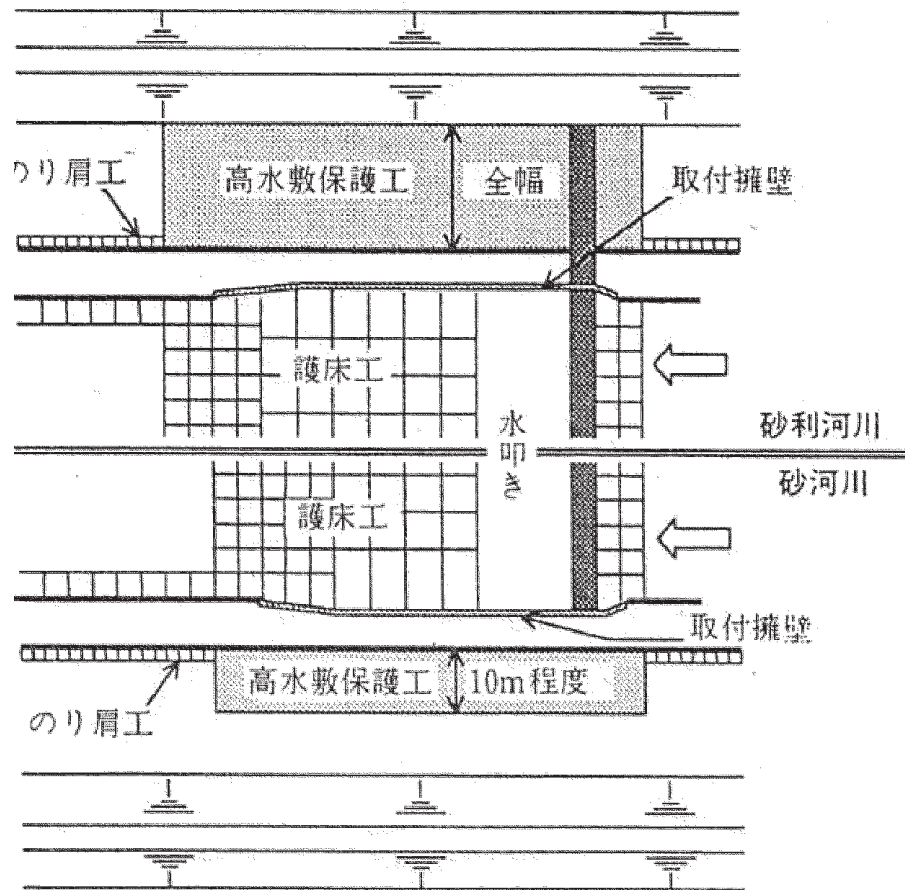 のり肩工
高水敷保護工
全幅
取付擁壁
護床工
水叩き
砂利河川
砂河川
護床工
取付擁壁
高水敷保護工
10m程度
のり肩工